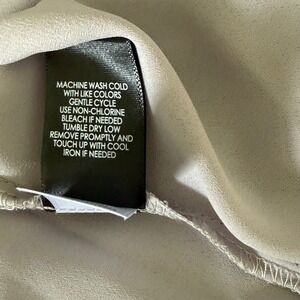 MACHINE WASH COLD
WITH LIKE COLORS
GENTLE CYCLE
USE NON-CHLORINE
BLEACH IF NEEDED
TUMBLE DRY LOW
REMOVE PROMPTLY AND
TOUCH UP WITH COOL
IRON IF NEEDED